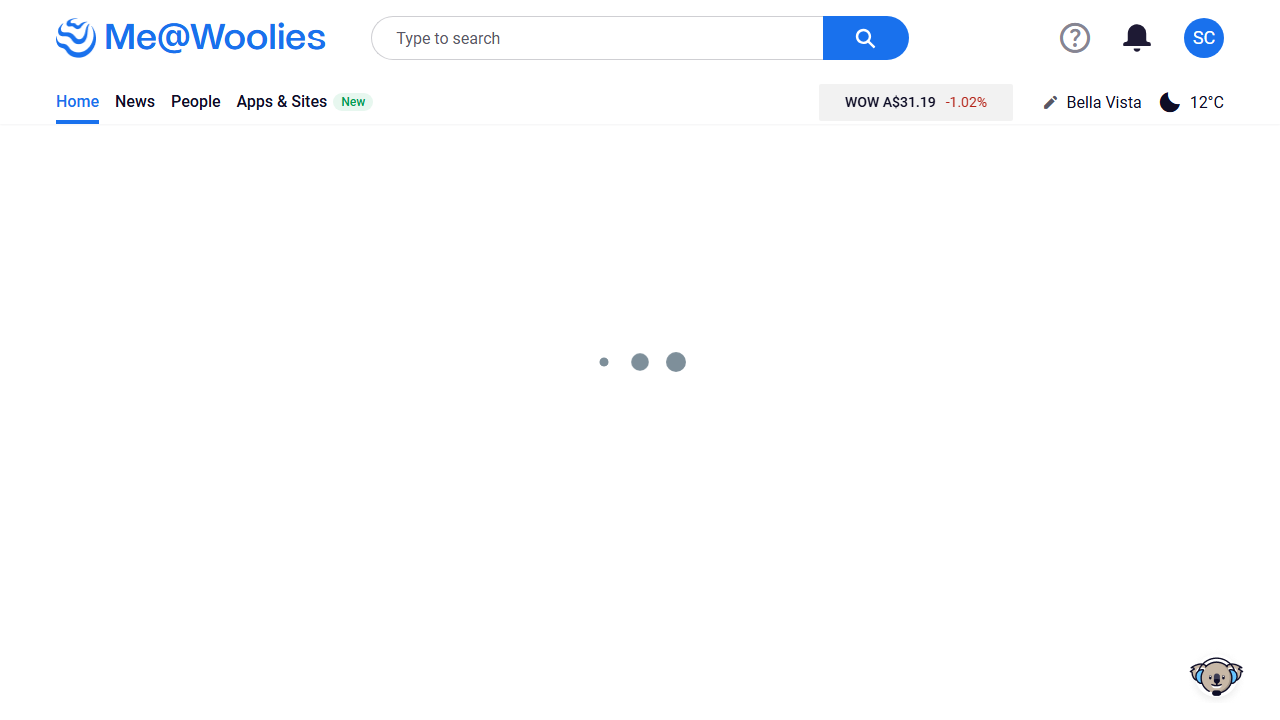 Me@Woolies
Type to search
SC
Home News People Apps & Sites New
WOW A$31.19 -1.02%
Bella Vista
12°C